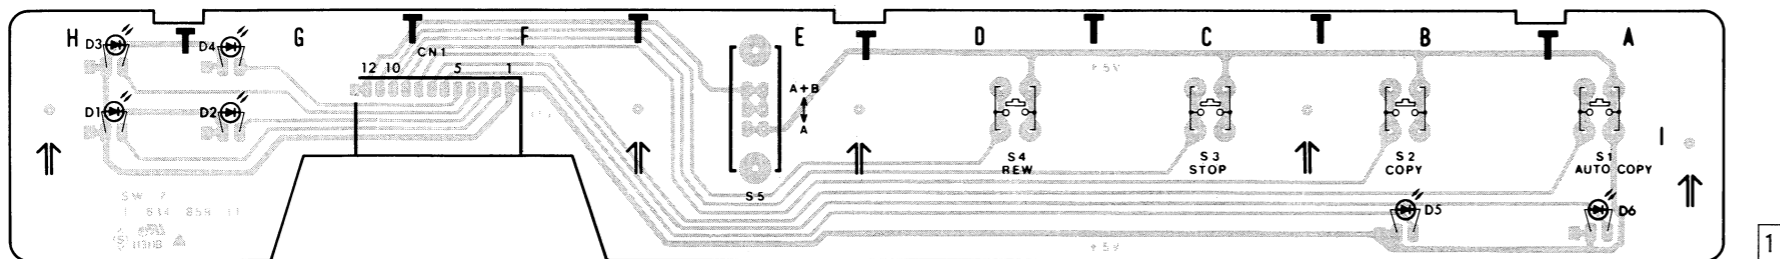 H G F E D C B A
D3 D4
CN1
12 10 5 1
+5V
A+B
A
D1 D2
I
S4
REW
S3
STOP
S2
COPY
S1
AUTO COPY
S5
SW
D5 D6
+5V
1